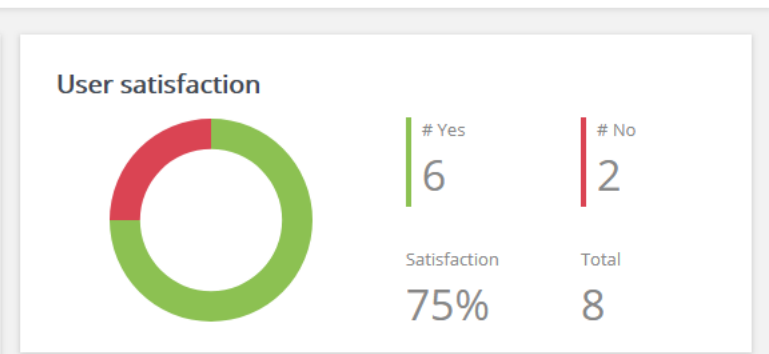 User satisfaction
# Yes
# No
6
2
Satisfaction
Total
75%
8